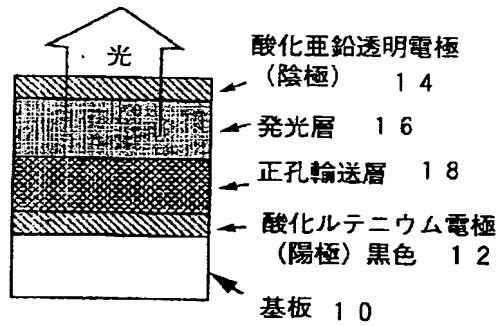 光
酸化亜鉛透明電極
(陰極) 14
発光層 16
正孔輸送層 18
酸化ルテニウム電極
(陽極)黒色 12
基板 10